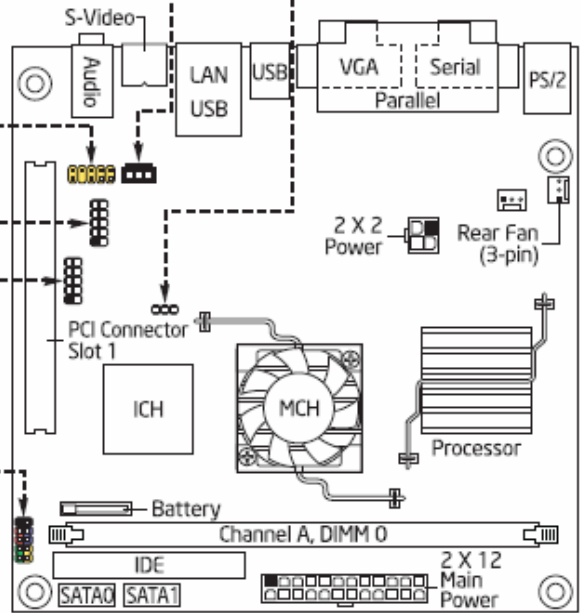 S-Video
Audio
LAN
USB
USB
VGA
Serial
Parallel
PS/2
2 X 2
Power
Rear Fan
(3-pin)
PCI Connector
Slot 1
ICH
MCH
Processor
Battery
Channel A, DIMM 0
IDE
2 X 12
Main
Power
SATA0
SATA1